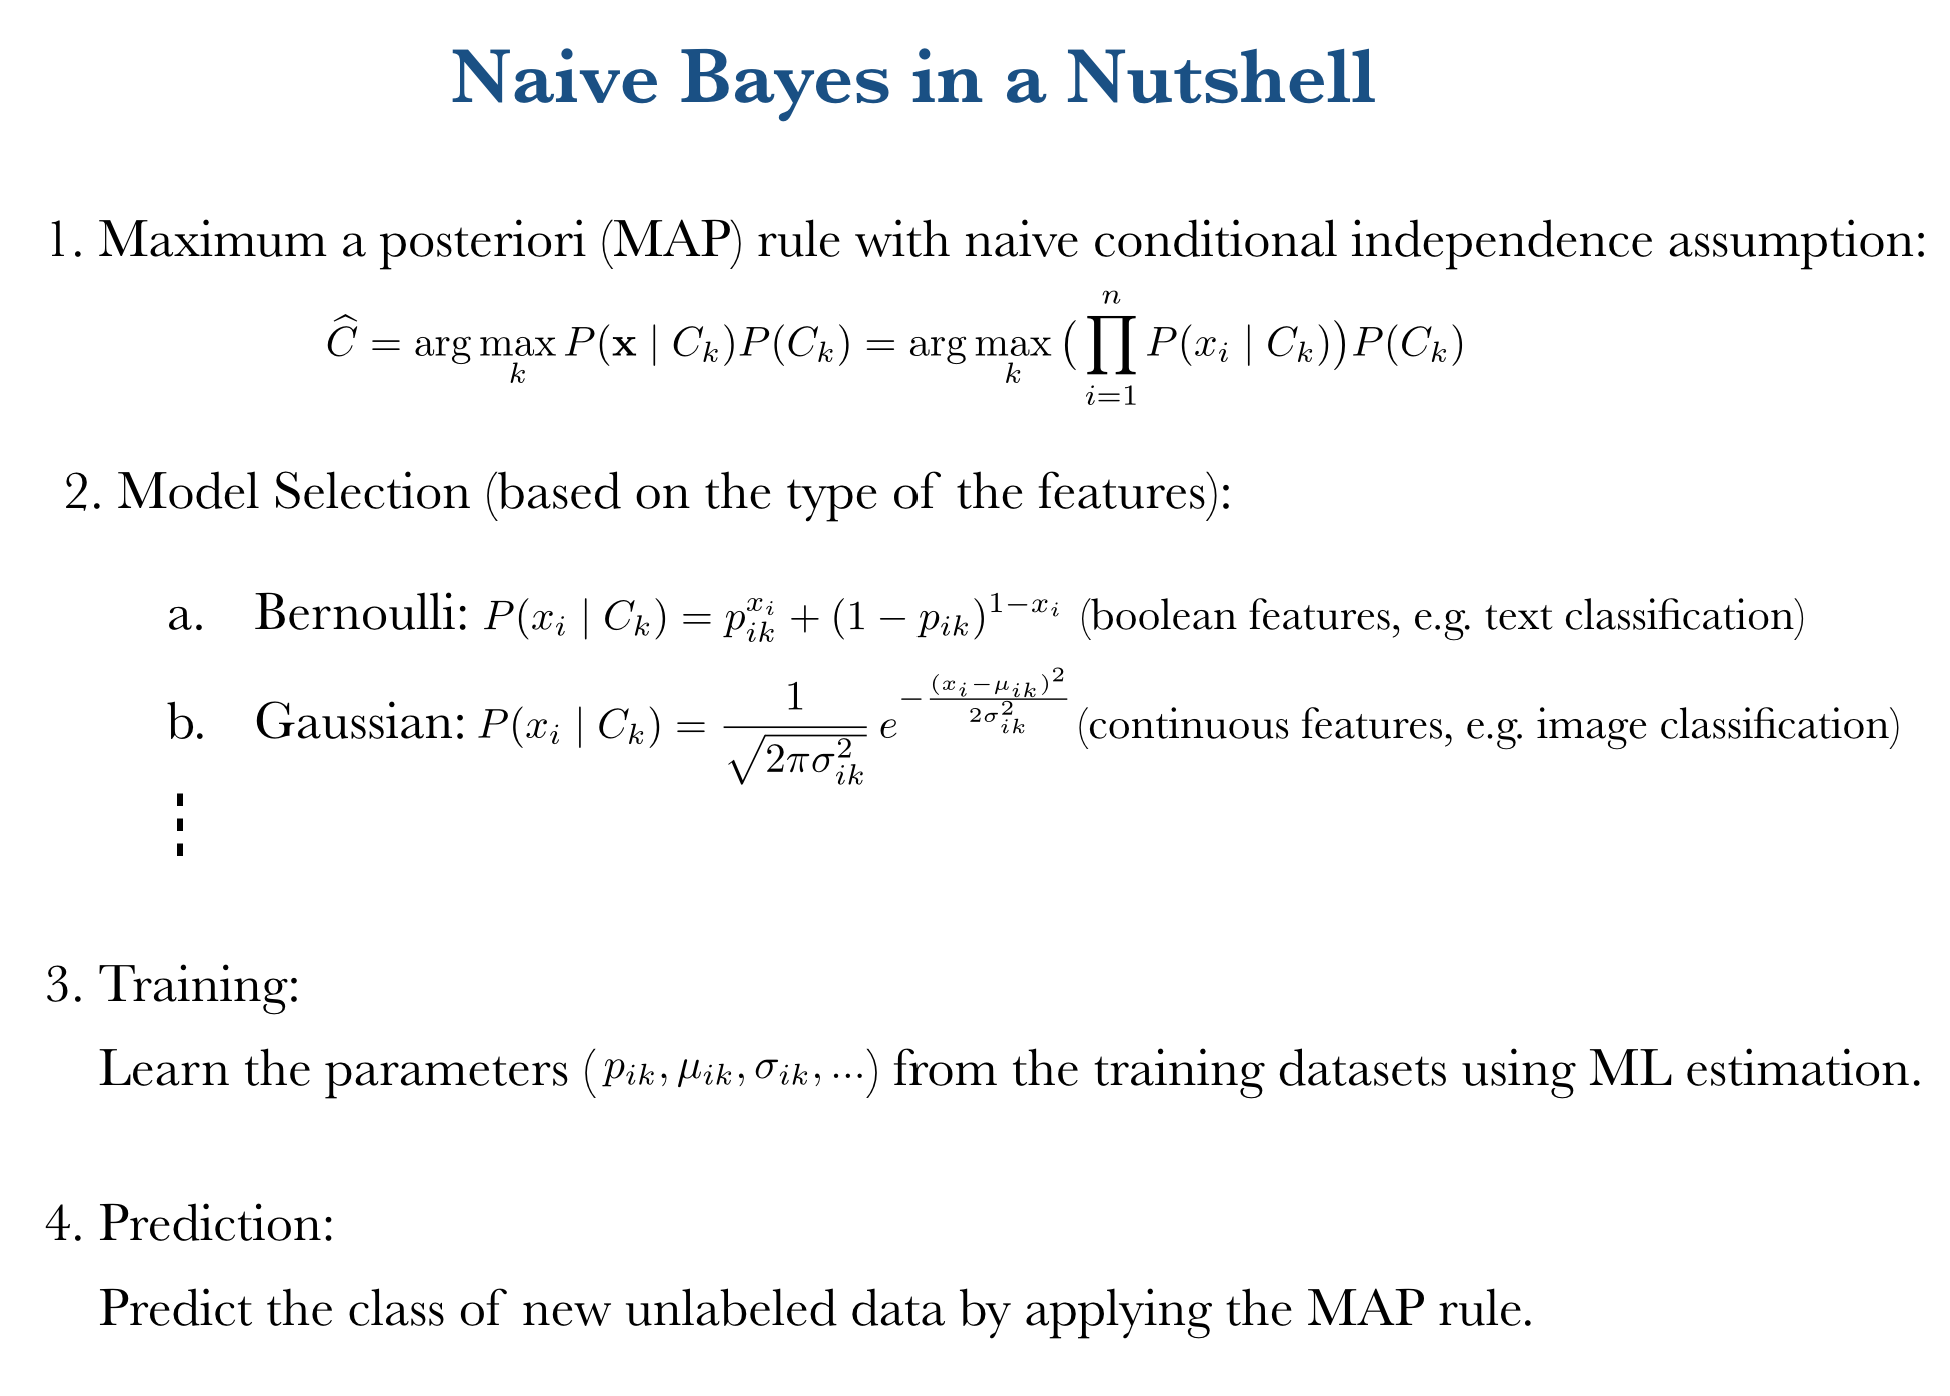 Naive Bayes in a Nutshell
1. Maximum a posteriori (MAP) rule with naive conditional independence assumption:
$\widehat{C} = \arg\max_{k} P(\mathbf{x} \mid C_k)P(C_k) = \arg\max_{k} \big(\prod_{i=1}^{n} P(x_i \mid C_k)\big)P(C_k)$
2. Model Selection (based on the type of the features):
a. Bernoulli: $P(x_i \mid C_k) = p_{ik}^{x_i} + (1 - p_{ik})^{1-x_i}$ (boolean features, e.g. text classification)
b. Gaussian: $P(x_i \mid C_k) = \frac{1}{\sqrt{2\pi\sigma_{ik}^2}} e^{-\frac{(x_i-\mu_{ik})^2}{2\sigma_{ik}^2}}$ (continuous features, e.g. image classification)
⋮
3. Training:
Learn the parameters ($p_{ik}, \mu_{ik}, \sigma_{ik}, ...$) from the training datasets using ML estimation.
4. Prediction:
Predict the class of new unlabeled data by applying the MAP rule.